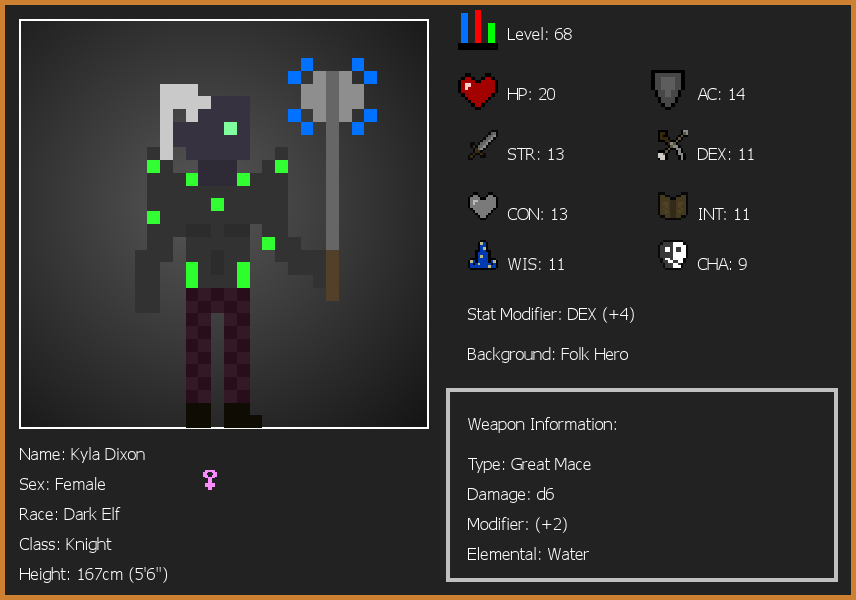 Level: 68
HP: 20
AC: 14
STR: 13
DEX: 11
CON: 13
INT: 11
WIS: 11
CHA: 9
Stat Modifier: DEX (+4)
Background: Folk Hero
Weapon Information:
Type: Great Mace
Damage: d6
Modifier: (+2)
Elemental: Water
Name: Kyla Dixon
Sex: Female
Race: Dark Elf
Class: Knight
Height: 167cm (5'6")